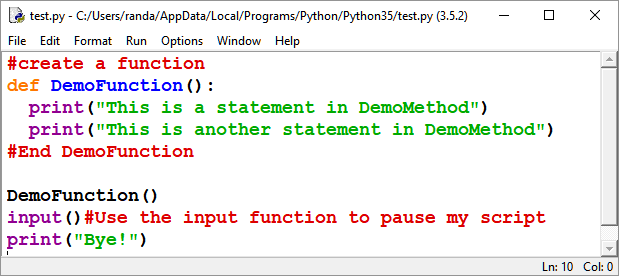 test.py - C:/Users/randa/AppData/Local/Programs/Python/Python35/test.py (3.5.2)
File Edit Format Run Options Window Help
#create a function
def DemoFunction():
  print("This is a statement in DemoMethod")
  print("This is another statement in DemoMethod")
#End DemoFunction

DemoFunction()
input()#Use the input function to pause my script
print("Bye!")
Ln: 10 Col: 0